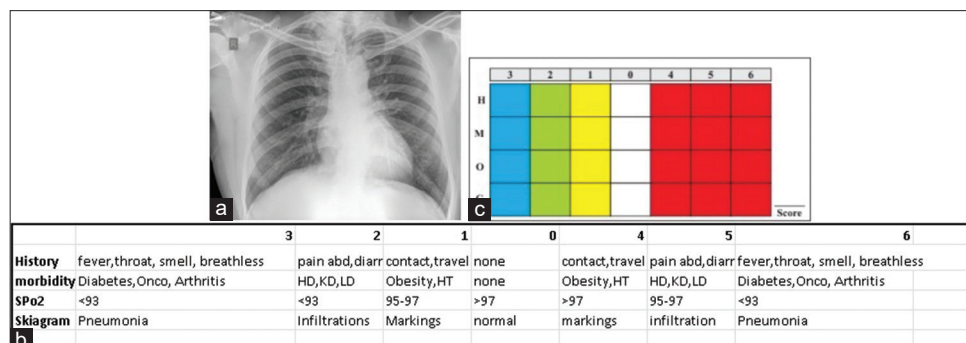 R
a
3 2 1 0 4 5 6
H
M
O
C
Score
c
3 2 1 0 4 5 6
History fever,throat, smell, breathless pain abd,diarr contact,travel none contact,travel pain abd,diarr fever,throat, smell, breathless
morbidity Diabetes,Onco, Arthritis HD,KD,LD Obesity,HT none Obesity,HT HD,KD,LD Diabetes,Onco, Arthritis
SPo2 <93 <93 95-97 >97 >97 95-97 <93
Skiagram Pneumonia Infiltrations Markings normal markings infiltration Pneumonia
b